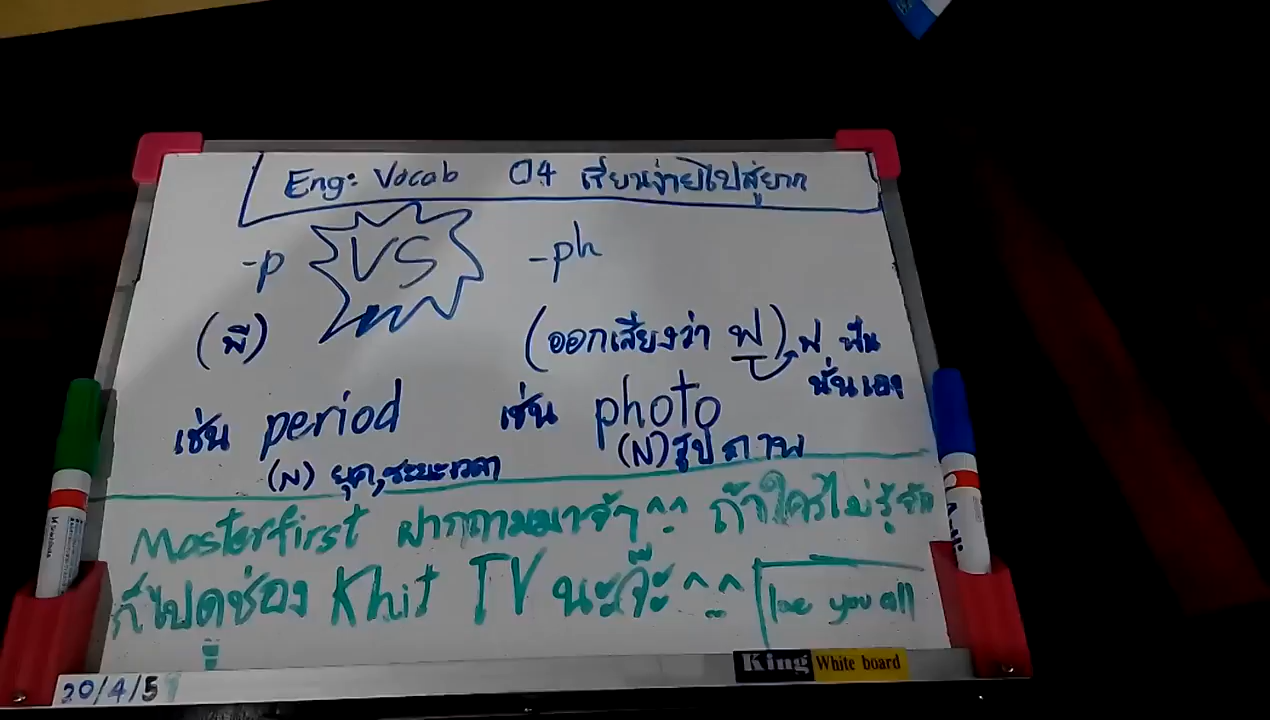 Eng: Vocab 04 เรียนง่ายไปสู่ยาก
-p VS -ph
(พี) (ออกเสียงว่า ฟ), ฟ ฟัน
นั่นเอง
เช่น period เช่น photo
(N) ยุค, ระยะเวลา (N) รูปภาพ
Masterfirst ฝากถามมาจ้า ^^ ถ้าใครไม่รู้จัก
ก็ไปดูช่อง Khit TV นะจ๊ะ ^^ love you all
King White board
20/4/5